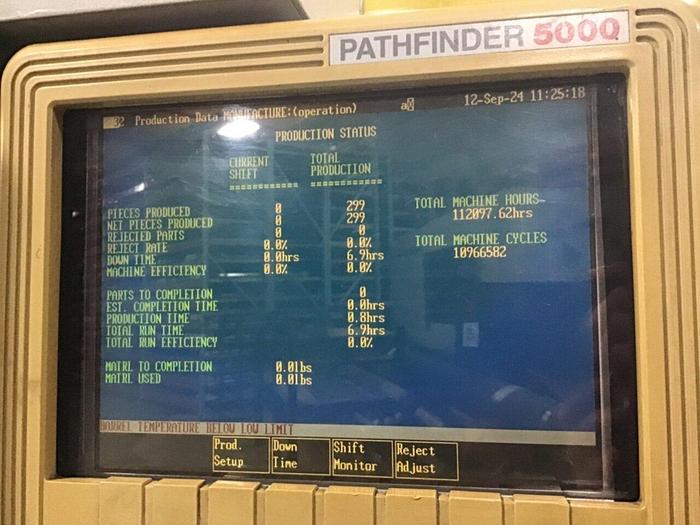 PATHFINDER 5000
32 Production Data MANUFACTURE:(operation) a 12-Sep-24 11:25:18
PRODUCTION STATUS
CURRENT SHIFT TOTAL PRODUCTION
=========== ===========
PIECES PRODUCED 0 299
NET PIECES PRODUCED 0 299
REJECTED PARTS 0 0
REJECT RATE 0.0% 0.0%
DOWN TIME 0.0hrs 6.9hrs
MACHINE EFFICIENCY 0.0% 0.0%
TOTAL MACHINE HOURS
112097.62hrs
TOTAL MACHINE CYCLES
10966582
PARTS TO COMPLETION 0
EST. COMPLETION TIME 0.0hrs
PRODUCTION TIME 0.8hrs
TOTAL RUN TIME 6.9hrs
TOTAL RUN EFFICIENCY 0.0%
MATRL TO COMPLETION 0.0lbs
MATRL USED 0.0lbs
BARREL TEMPERATURE BELOW LOW LIMIT
Prod. Setup
Down Time
Shift Monitor
Reject Adjust